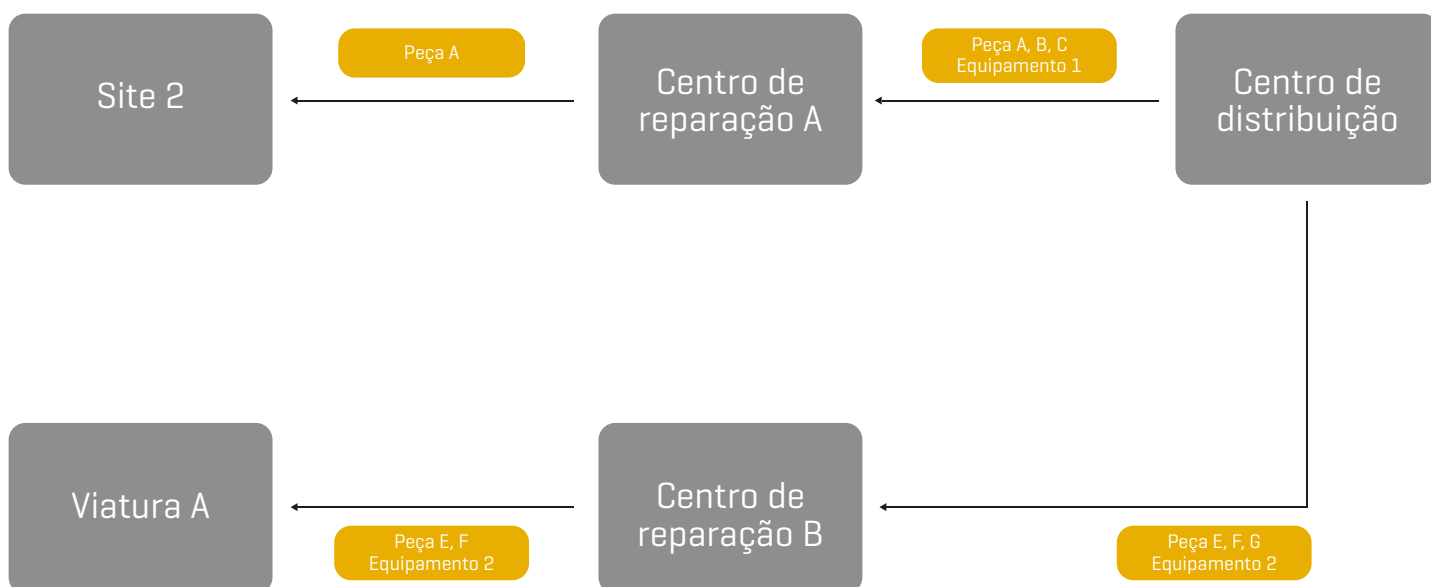 Site 2
Peça A
Centro de
reparação A
Peça A, B, C
Equipamento 1
Centro de
distribuição
Viatura A
Peça E, F
Equipamento 2
Centro de
reparação B
Peça E, F, G
Equipamento 2